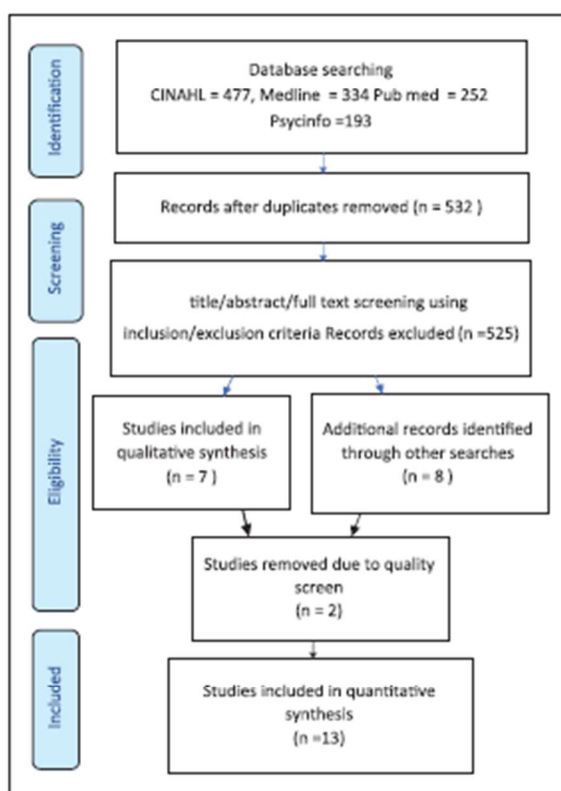 Identification
Database searching
CINAHL = 477, Medline = 334 Pub med = 252
Psycinfo =193
Screening
Records after duplicates removed (n = 532 )
title/abstract/full text screening using
inclusion/exclusion criteria Records excluded (n =525)
Eligibility
Studies included in
qualitative synthesis
(n = 7 )
Additional records identified
through other searches
(n = 8 )
Studies removed due to quality
screen
(n = 2)
Included
Studies included in quantitative
synthesis
(n =13)